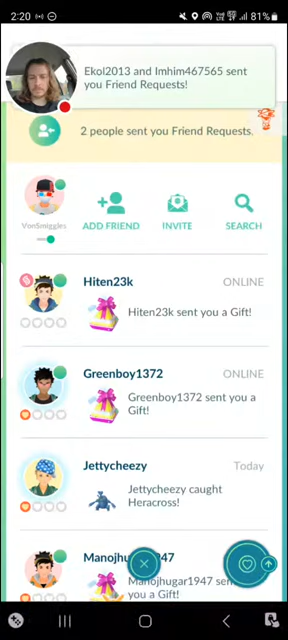 2:20
81%
Ekol2013 and Imhim467565 sent
you Friend Requests!
2 people sent you Friend Requests.
VonSmiggles
ADD FRIEND
INVITE
SEARCH
Hiten23k
ONLINE
Hiten23k sent you a Gift!
Greenboy1372
ONLINE
Greenboy1372 sent you a
Gift!
Jettycheezy
Today
Jettycheezy caught
Heracross!
Manojhugar1947
Manojhugar1947 sent